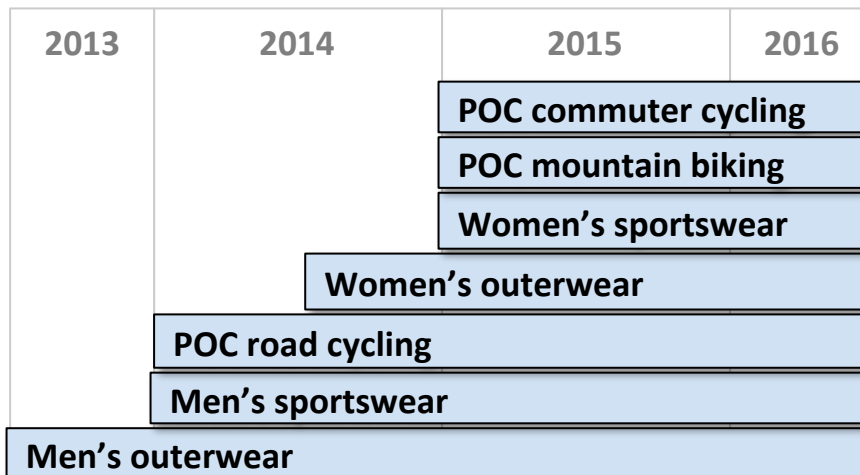 2013 2014 2015 2016
POC commuter cycling
POC mountain biking
Women’s sportswear
Women’s outerwear
POC road cycling
Men’s sportswear
Men’s outerwear